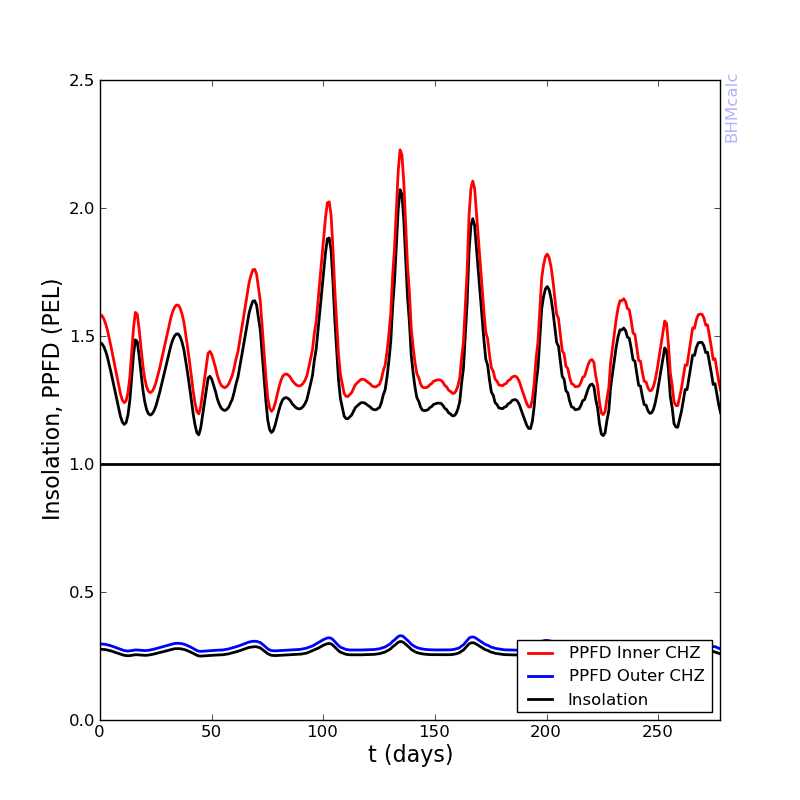 BHMcalc
2.5
2.0
1.5
1.0
0.5
0.0
Insolation, PPFD (PEL)
PPFD Inner CHZ
PPFD Outer CHZ
Insolation
0 50 100 150 200 250
t (days)